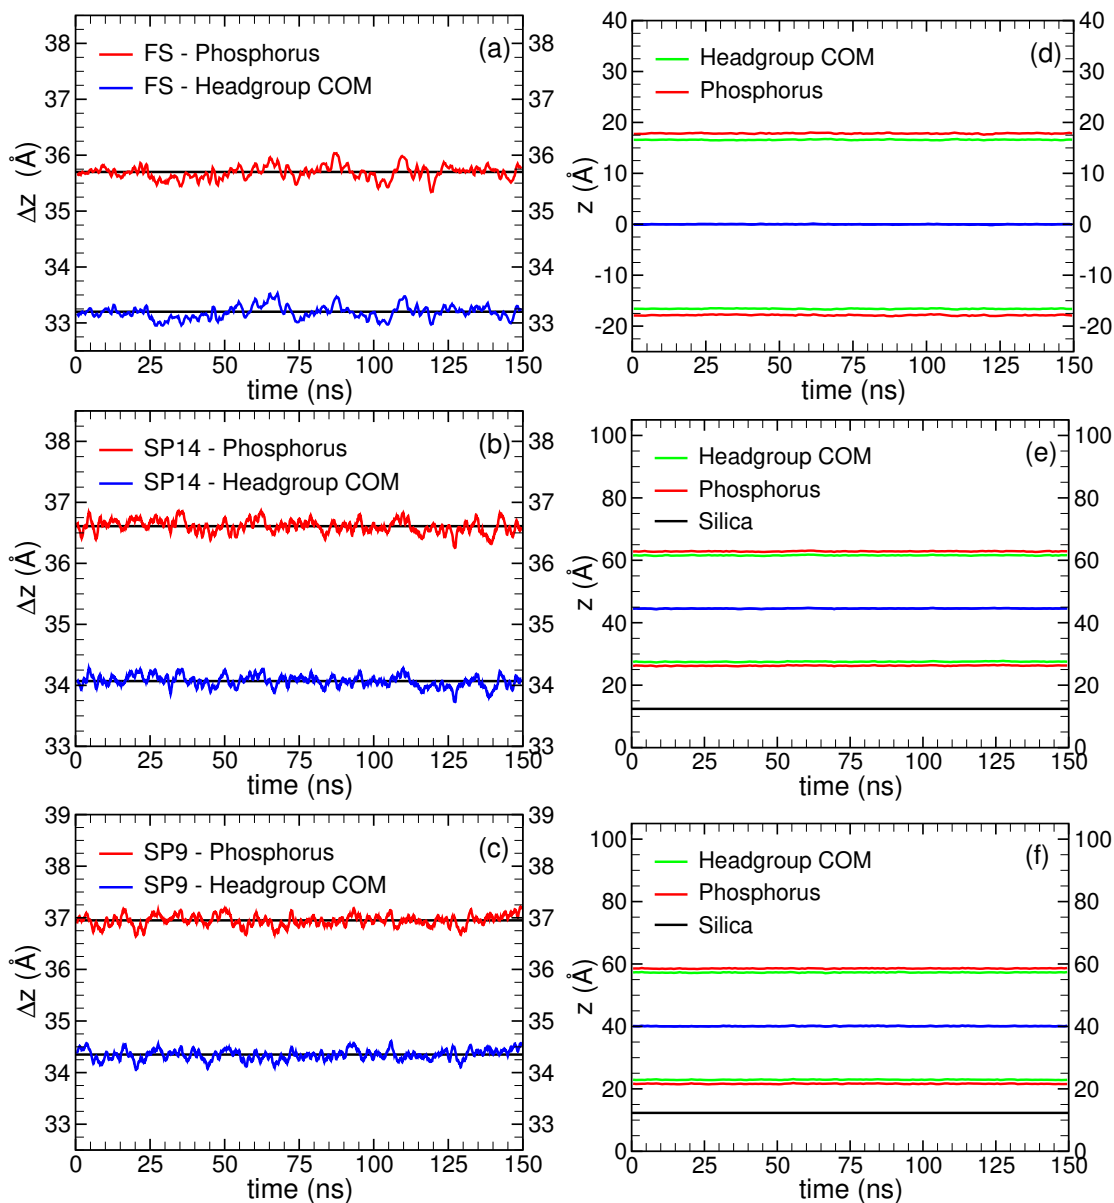 (a)
FS - Phosphorus
FS - Headgroup COM
38 38
37 37
36 36
35 35
34 34
33 33
Δz (Å)
0 25 50 75 100 125 150
time (ns)
(d)
Headgroup COM
Phosphorus
40 40
30 30
20 20
10 10
0 0
-10 -10
-20 -20
z (Å)
0 25 50 75 100 125 150
time (ns)
(b)
SP14 - Phosphorus
SP14 - Headgroup COM
38 38
37 37
36 36
35 35
34 34
33 33
Δz (Å)
0 25 50 75 100 125 150
time (ns)
(e)
Headgroup COM
Phosphorus
Silica
100 100
80 80
60 60
40 40
20 20
0 0
z (Å)
0 25 50 75 100 125 150
time (ns)
(c)
SP9 - Phosphorus
SP9 - Headgroup COM
39 39
38 38
37 37
36 36
35 35
34 34
33 33
Δz (Å)
0 25 50 75 100 125 150
time (ns)
(f)
Headgroup COM
Phosphorus
Silica
100 100
80 80
60 60
40 40
20 20
0 0
z (Å)
0 25 50 75 100 125 150
time (ns)